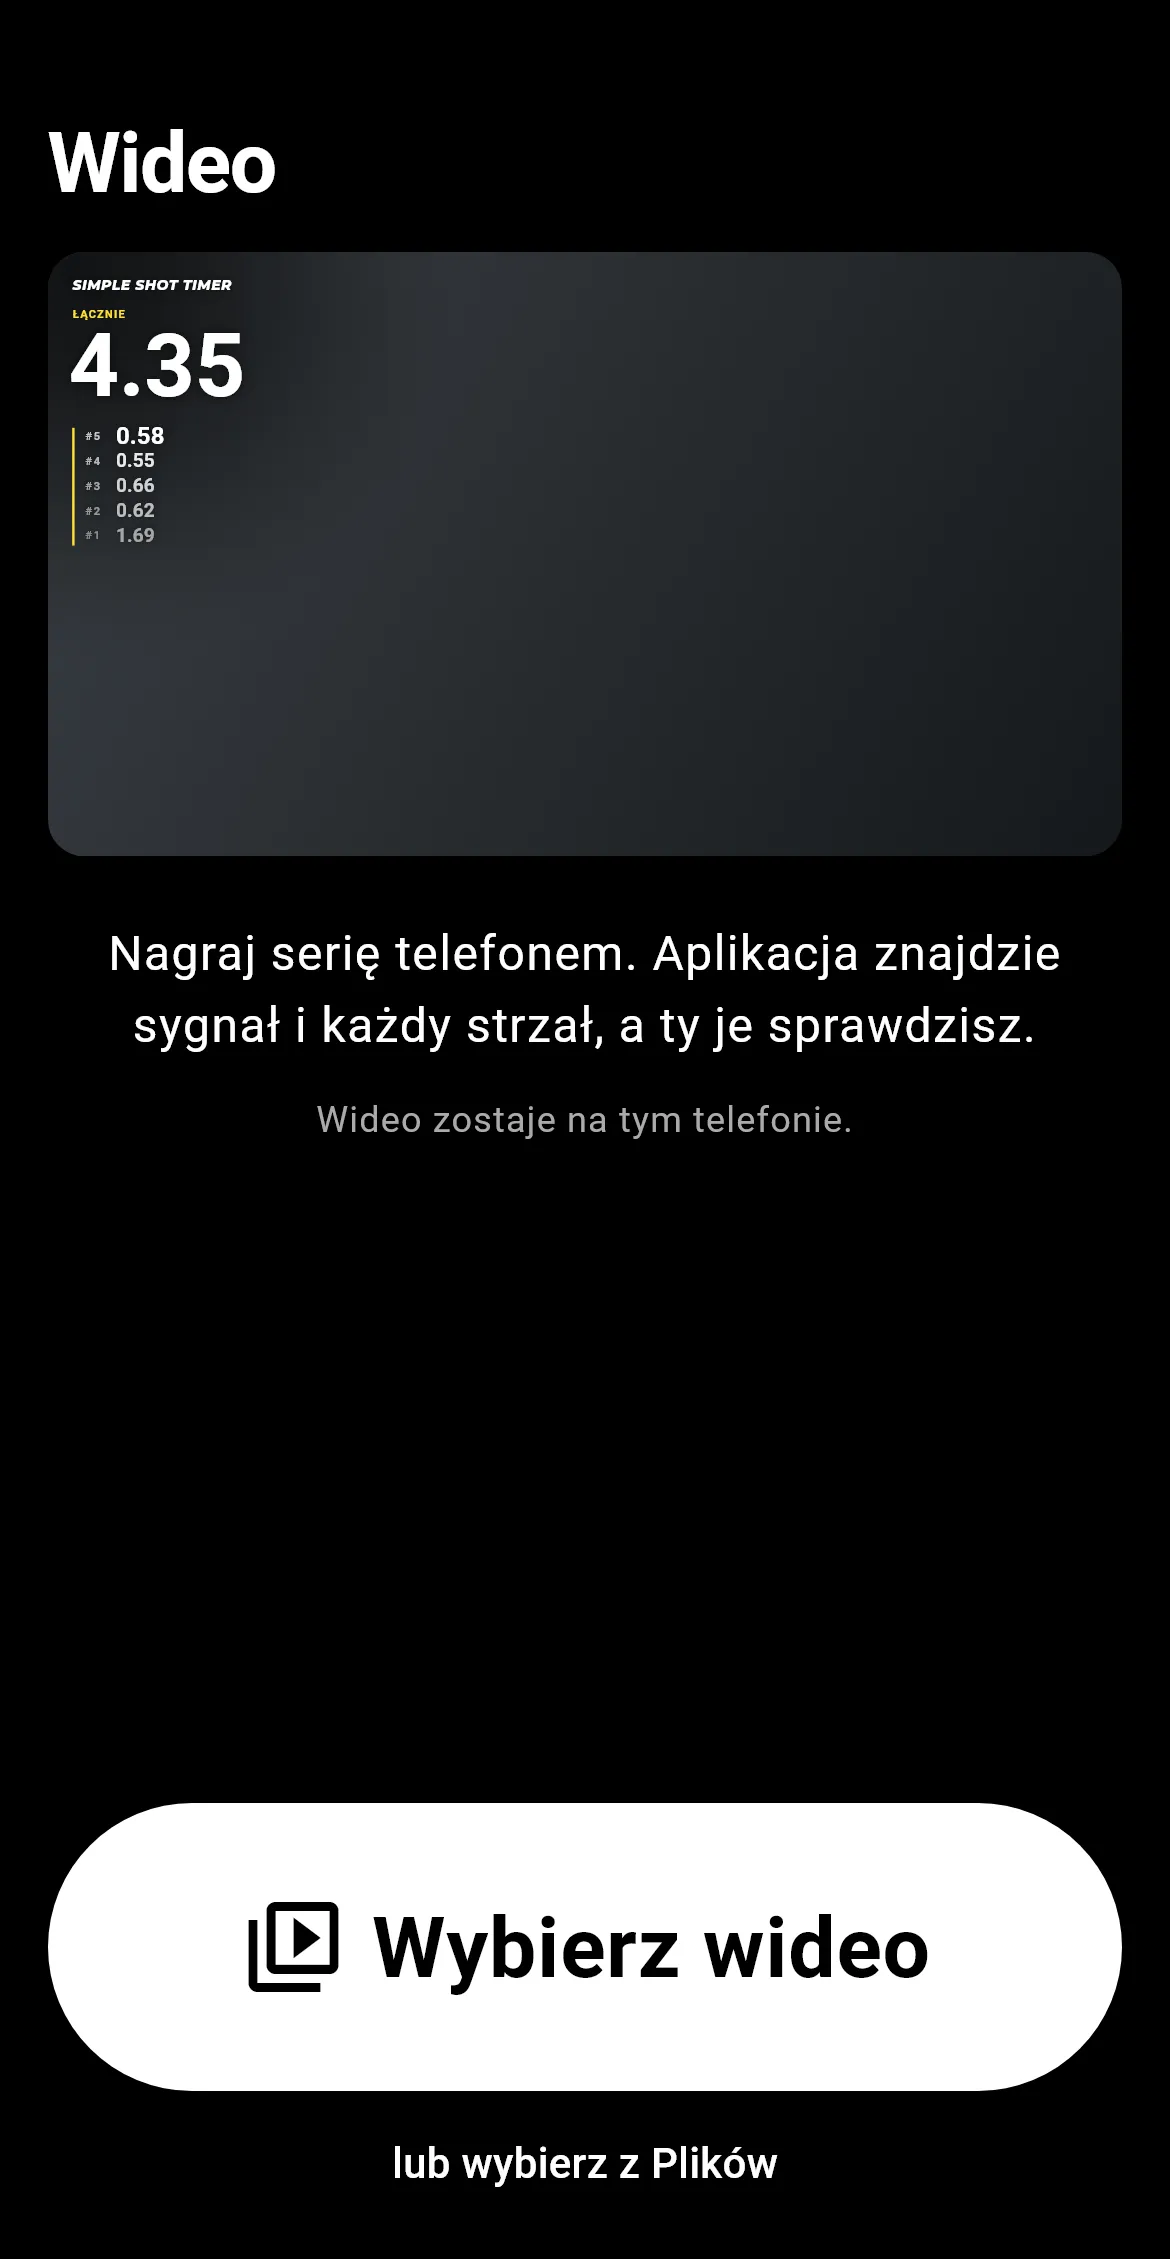 Wideo
SIMPLE SHOT TIMER
ŁĄCZNIE
4.35
#5 0.58
#4 0.55
#3 0.66
#2 0.62
#1 1.69
Nagraj serię telefonem. Aplikacja znajdzie
sygnał i każdy strzał, a ty je sprawdzisz.
Wideo zostaje na tym telefonie.
Wybierz wideo
lub wybierz z Plików